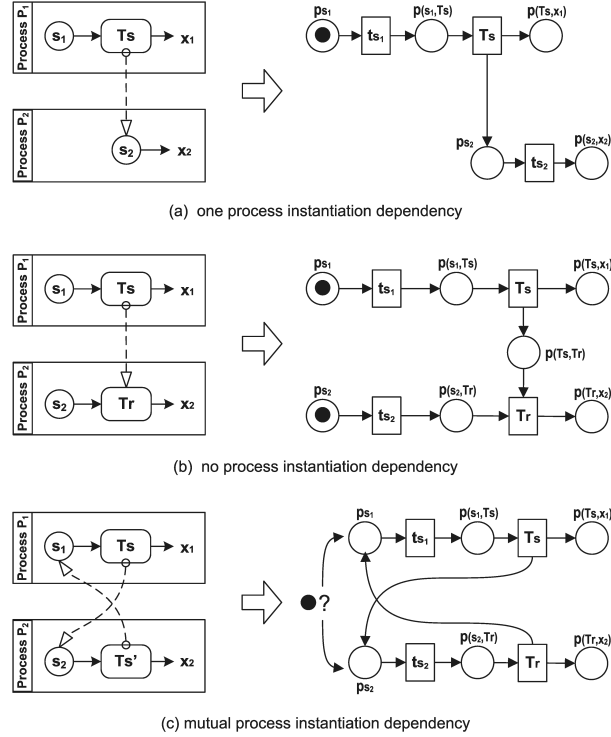 Process P1
s1
Ts
x1
Process P2
s2
x2
ps1
ts1
p(s1,Ts)
Ts
p(Ts,x1)
ps2
ts2
p(s2,x2)
(a) one process instantiation dependency
Process P1
s1
Ts
x1
Process P2
s2
Tr
x2
ps1
ts1
p(s1,Ts)
Ts
p(Ts,x1)
p(Ts,Tr)
ps2
ts2
p(s2,Tr)
Tr
p(Tr,x2)
(b) no process instantiation dependency
Process P1
s1
Ts
x1
Process P2
s2
Ts'
x2
ps1
ts1
p(s1,Ts)
Ts
p(Ts,x1)
?
ps2
ts2
p(s2,Tr)
Tr
p(Tr,x2)
(c) mutual process instantiation dependency